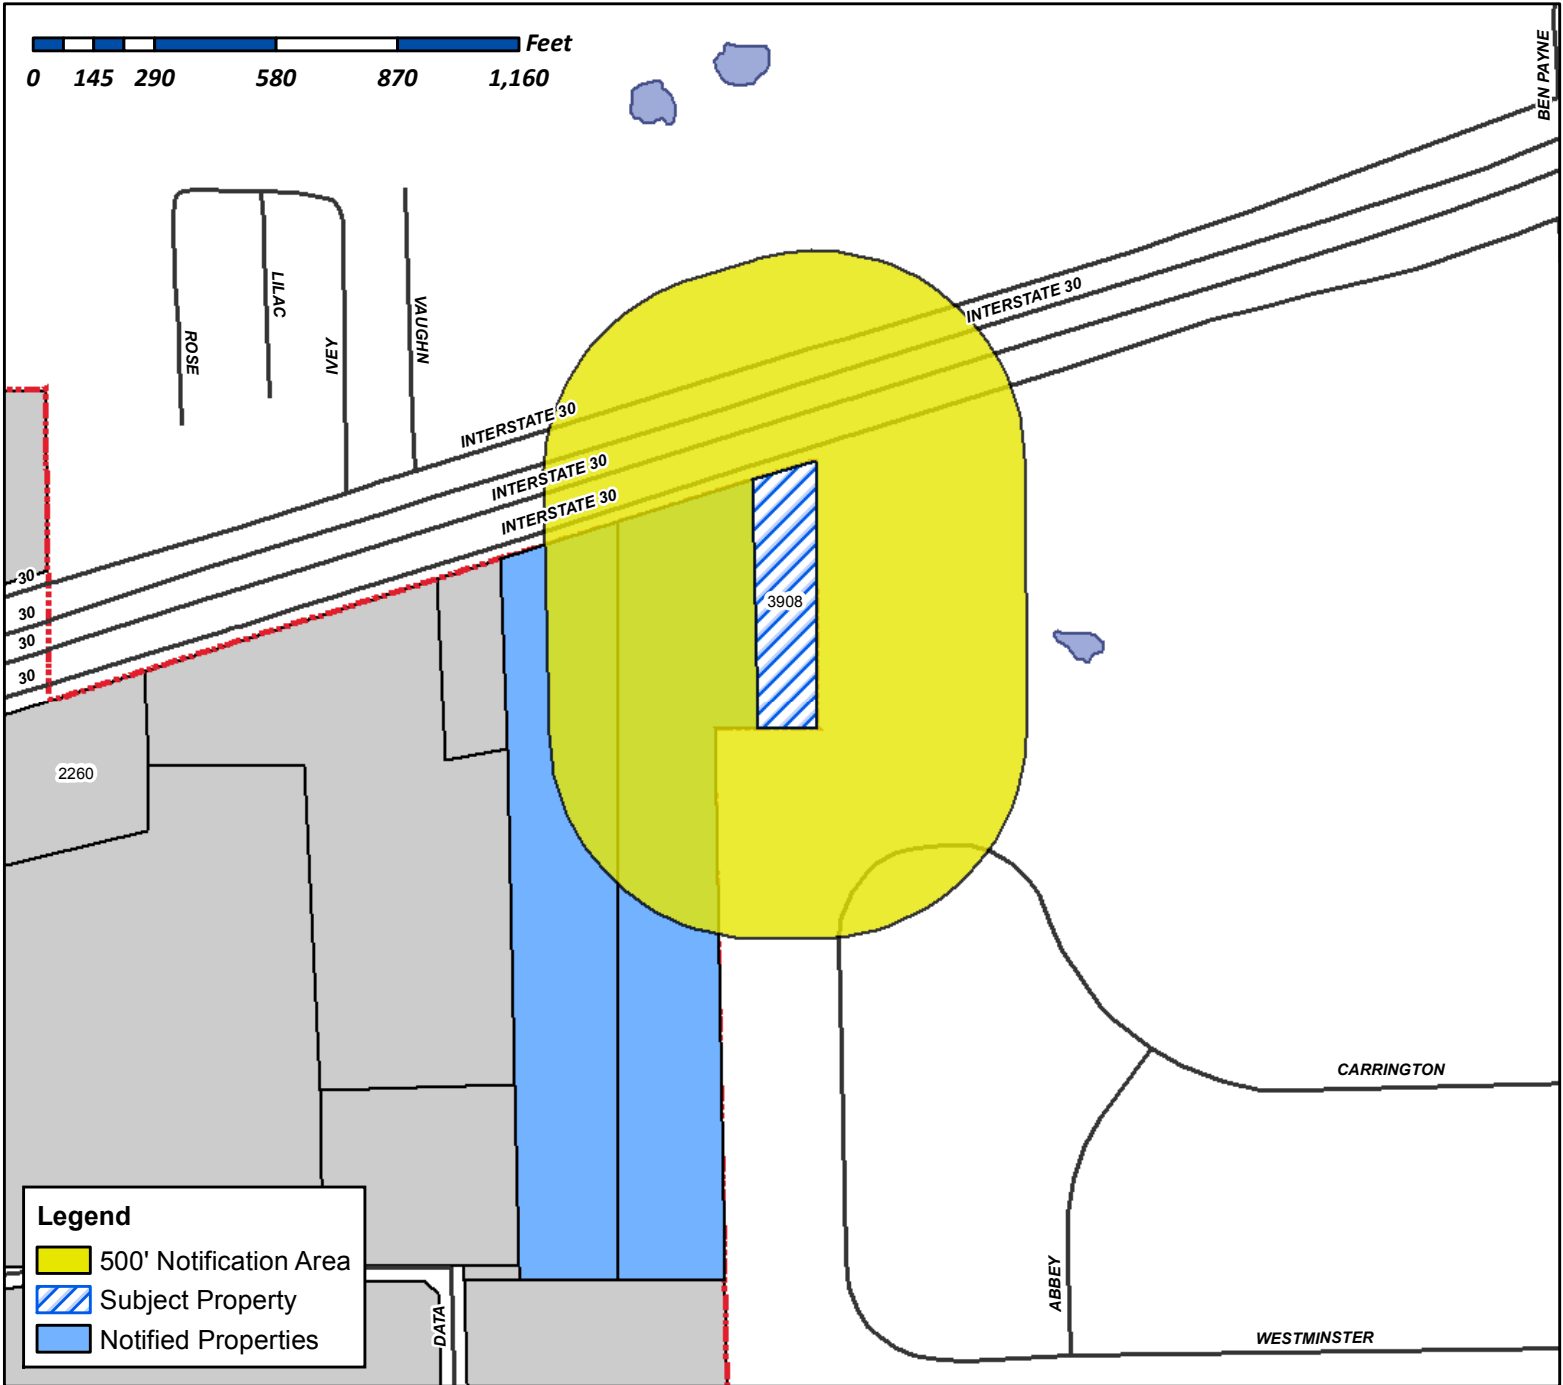 Feet
0 145 290 580 870 1,160
BEN PAYNE
LILAC
ROSE
IVEY
VAUGHN
INTERSTATE 30
INTERSTATE 30
INTERSTATE 30
INTERSTATE 30
30
30
30
30
3908
2260
CARRINGTON
ABBEY
WESTMINSTER
DATA
Legend
500' Notification Area
Subject Property
Notified Properties